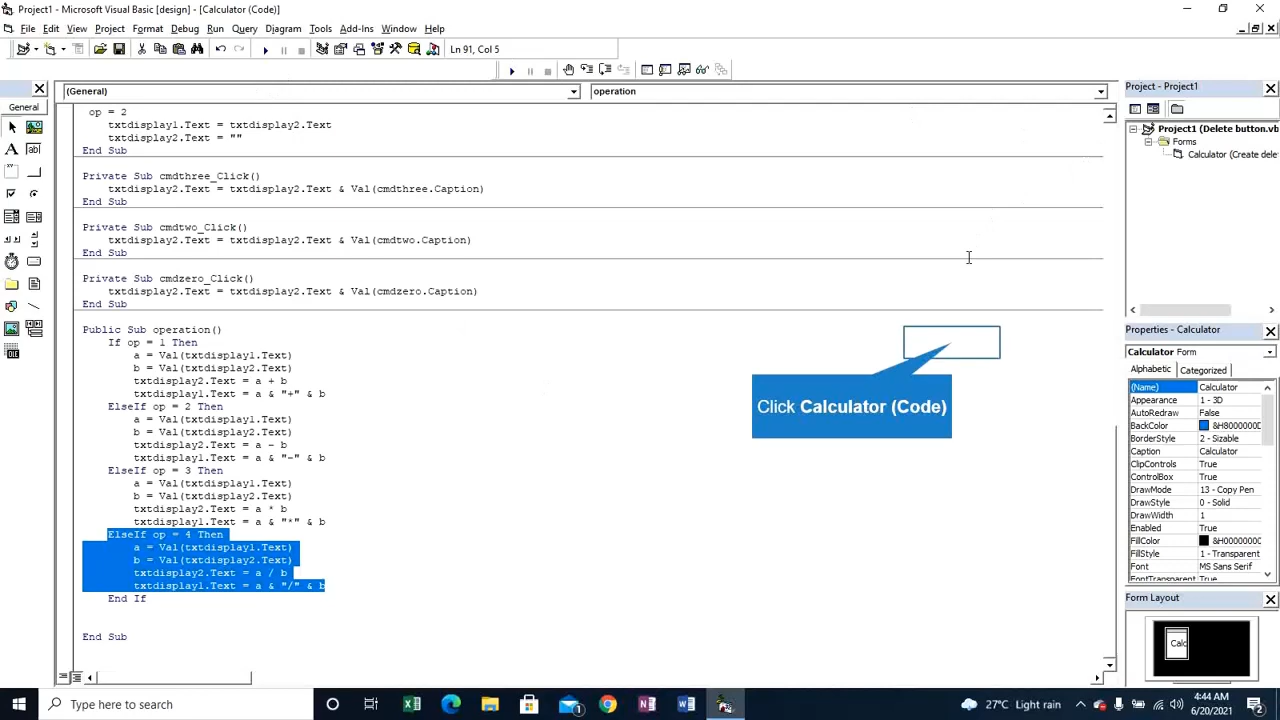 Project1 - Microsoft Visual Basic [design] - [Calculator (Code)]
File Edit View Project Format Debug Run Query Diagram Tools Add-Ins Window Help
Ln 91, Col 5
(General) operation
General
op = 2
txtdisplay1.Text = txtdisplay2.Text
txtdisplay2.Text = ""
End Sub
Private Sub cmdthree_Click()
txtdisplay2.Text = txtdisplay2.Text & Val(cmdthree.Caption)
End Sub
Private Sub cmdtwo_Click()
txtdisplay2.Text = txtdisplay2.Text & Val(cmdtwo.Caption)
End Sub
Private Sub cmdzero_Click()
txtdisplay2.Text = txtdisplay2.Text & Val(cmdzero.Caption)
End Sub
Public Sub operation()
If op = 1 Then
a = Val(txtdisplay1.Text)
b = Val(txtdisplay2.Text)
txtdisplay2.Text = a + b
txtdisplay1.Text = a & "+" & b
ElseIf op = 2 Then
a = Val(txtdisplay1.Text)
b = Val(txtdisplay2.Text)
txtdisplay2.Text = a - b
txtdisplay1.Text = a & "-" & b
ElseIf op = 3 Then
a = Val(txtdisplay1.Text)
b = Val(txtdisplay2.Text)
txtdisplay2.Text = a * b
txtdisplay1.Text = a & "*" & b
ElseIf op = 4 Then
a = Val(txtdisplay1.Text)
b = Val(txtdisplay2.Text)
txtdisplay2.Text = a / b
txtdisplay1.Text = a & "/" & b
End If
End Sub
Click Calculator (Code)
Project - Project1
Project1 (Delete button.vb
Forms
Calculator (Create dele
Properties - Calculator
Calculator Form
Alphabetic Categorized
(Name) Calculator
Appearance 1 - 3D
AutoRedraw False
BackColor &H8000000D
BorderStyle 2 - Sizable
Caption Calculator
ClipControls True
ControlBox True
DrawMode 13 - Copy Pen
DrawStyle 0 - Solid
DrawWidth 1
Enabled True
FillColor &H00000000
FillStyle 1 - Transparent
Font MS Sans Serif
FontTransparent True
Form Layout
Calc
Type here to search
27°C Light rain
4:44 AM
6/20/2021